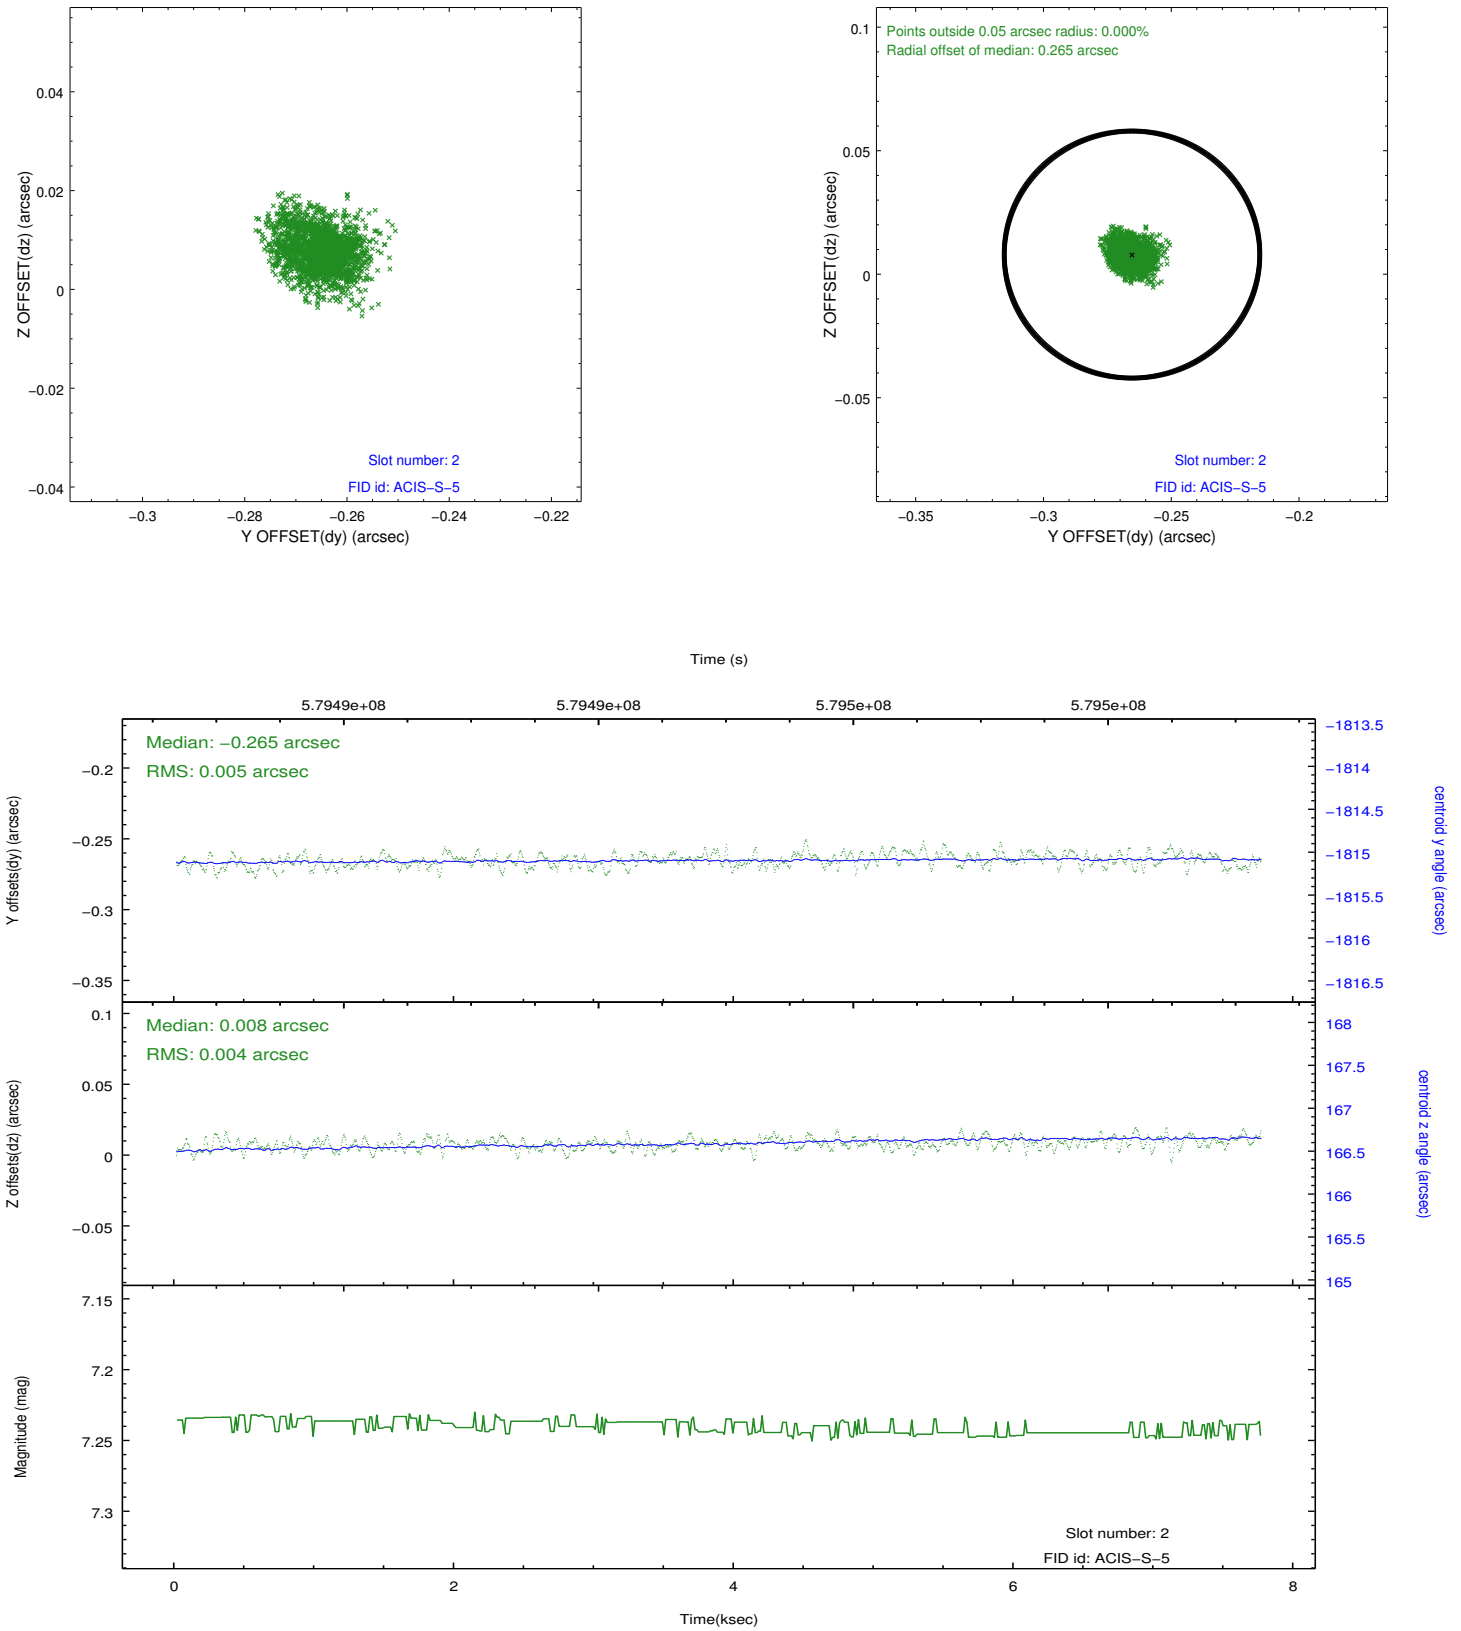 0.04
0.02
0
−0.02
−0.04
Z OFFSET(dz) (arcsec)
Slot number: 2
FID id: ACIS−S−5
−0.3
−0.28
−0.26
−0.24
−0.22
Y OFFSET(dy) (arcsec)
Points outside 0.05 arcsec radius: 0.000%
Radial offset of median: 0.265 arcsec
0.1
0.05
0
−0.05
Z OFFSET(dz) (arcsec)
Slot number: 2
FID id: ACIS−S−5
−0.35
−0.3
−0.25
−0.2
Y OFFSET(dy) (arcsec)
Time (s)
5.7949e+08
5.7949e+08
5.795e+08
5.795e+08
Median: −0.265 arcsec
RMS: 0.005 arcsec
−0.2
−0.25
−0.3
−0.35
Y offsets(dy) (arcsec)
−1813.5
−1814
−1814.5
−1815
−1815.5
−1816
−1816.5
centroid y angle (arcsec)
Median: 0.008 arcsec
RMS: 0.004 arcsec
0.1
0.05
0
−0.05
Z offsets(dz) (arcsec)
168
167.5
167
166.5
166
165.5
165
centroid z angle (arcsec)
7.15
7.2
7.25
7.3
Magnitude (mag)
Slot number: 2
FID id: ACIS−S−5
0
2
4
6
8
Time(ksec)